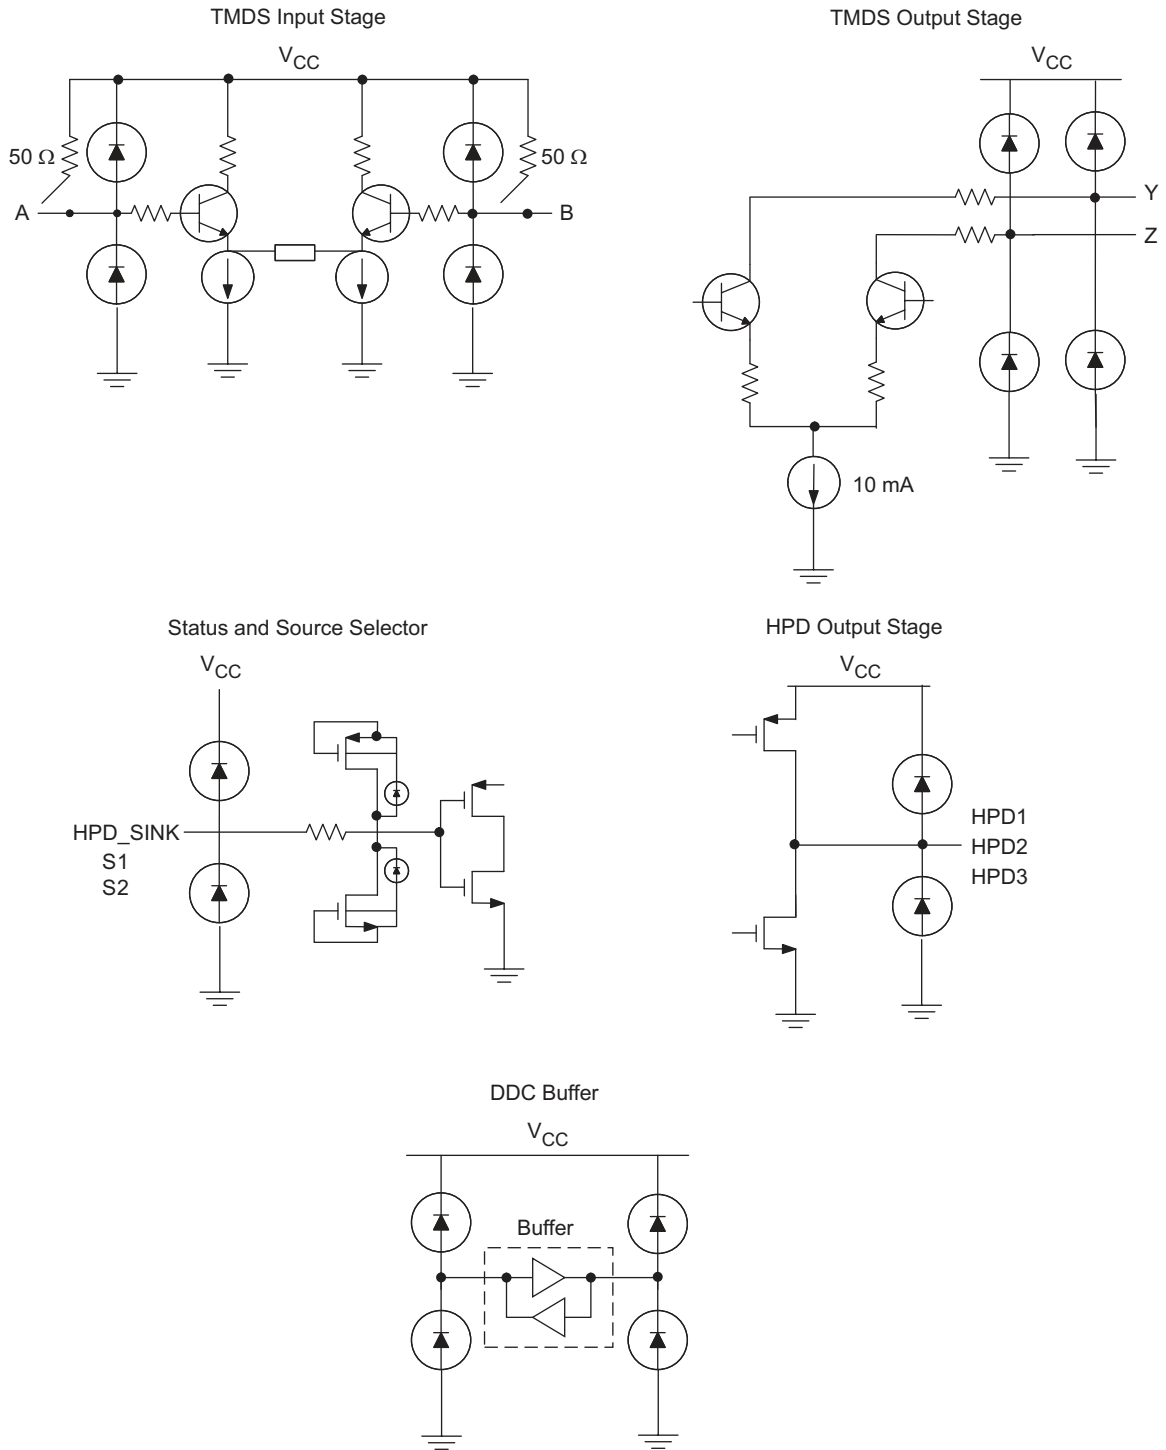 TMDS Input Stage
VCC
50 Ω
50 Ω
A
B
TMDS Output Stage
VCC
Y
Z
10 mA
Status and Source Selector
VCC
HPD_SINK
S1
S2
HPD Output Stage
VCC
HPD1
HPD2
HPD3
DDC Buffer
VCC
Buffer